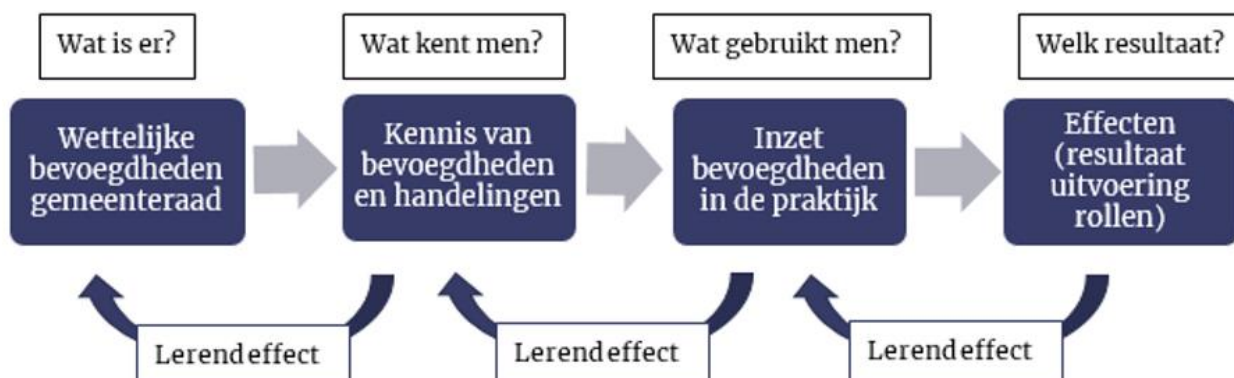 Wat is er?
Wat kent men?
Wat gebruikt men?
Welk resultaat?
Wettelijke
bevoegdheden
gemeenteraad
Kennis van
bevoegdheden
en handelingen
Inzet
bevoegdheden
in de praktijk
Effecten
(resultaat
uitvoering
rollen)
Lerend effect
Lerend effect
Lerend effect